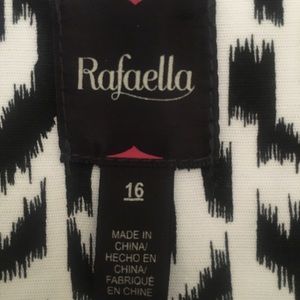 Rafaella
16
MADE IN
CHINA/
HECHO EN
CHINA/
FABRIQUÉ
EN CHINE